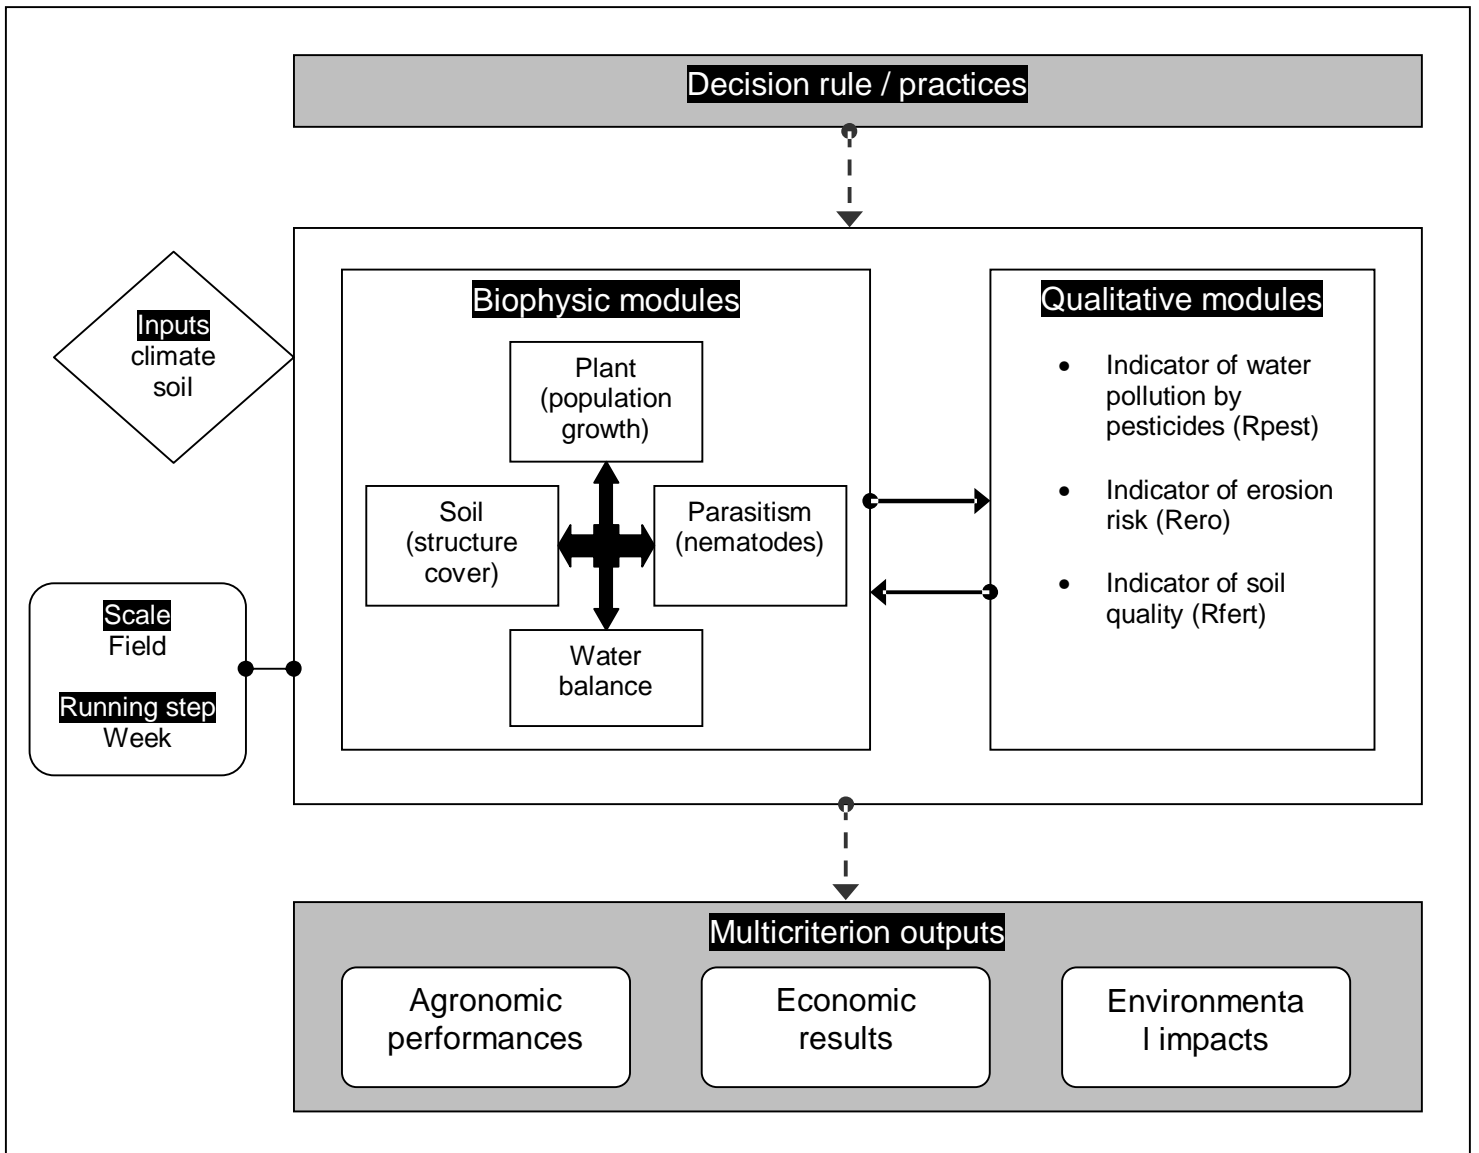 Decision rule / practices
Inputs
climate
soil
Scale
Field
Running step
Week
Biophysic modules
Plant
(population
growth)
Soil
(structure
cover)
Parasitism
(nematodes)
Water
balance
Qualitative modules
• Indicator of water
pollution by
pesticides (Rpest)
• Indicator of erosion
risk (Rero)
• Indicator of soil
quality (Rfert)
Multicriterion outputs
Agronomic
performances
Economic
results
Environmenta
l impacts